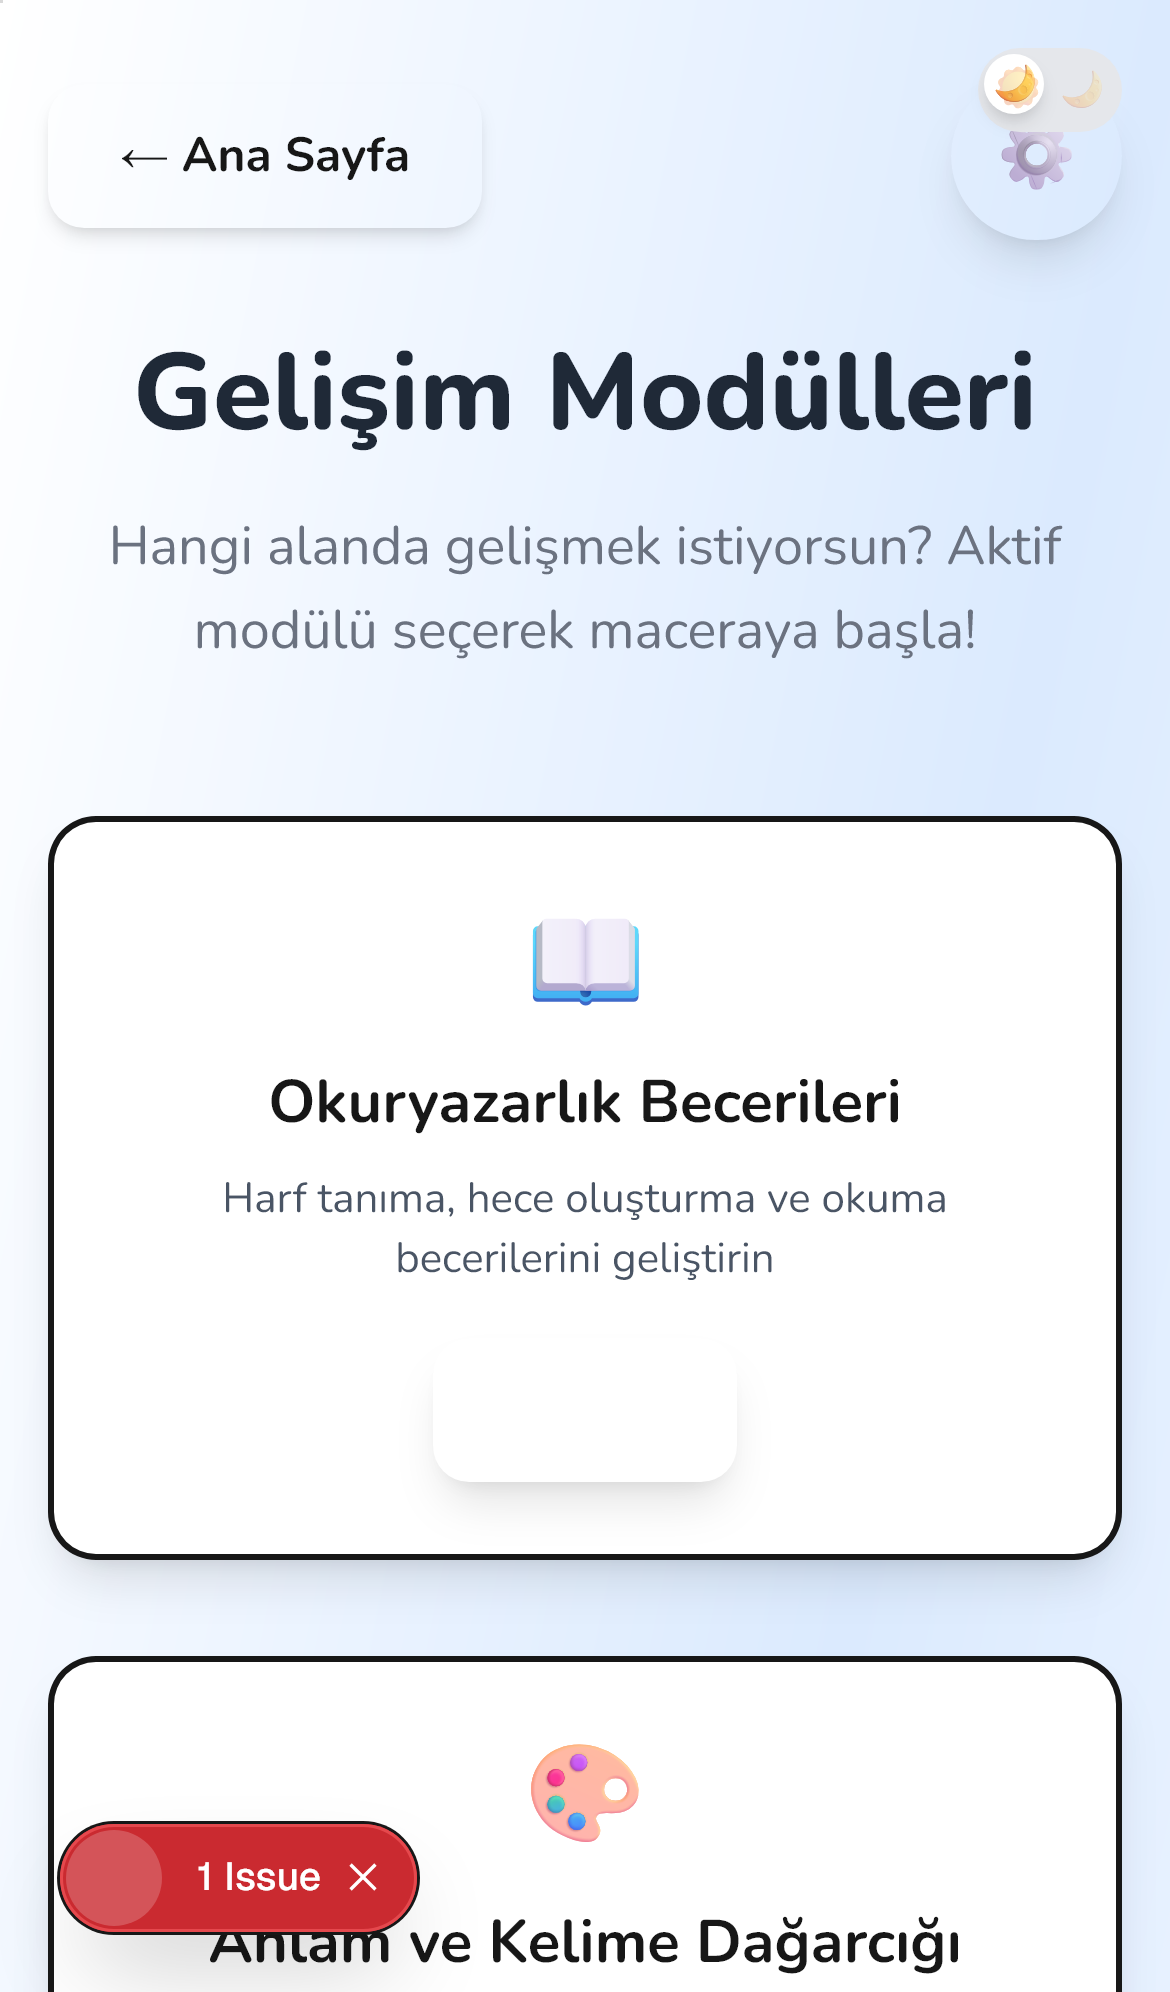 ← Ana Sayfa
Gelişim Modülleri
Hangi alanda gelişmek istiyorsun? Aktif
modülü seçerek maceraya başla!
Okuryazarlık Becerileri
Harf tanıma, hece oluşturma ve okuma
becerilerini geliştirin
1 Issue
Anlam ve Kelime Dağarcığı